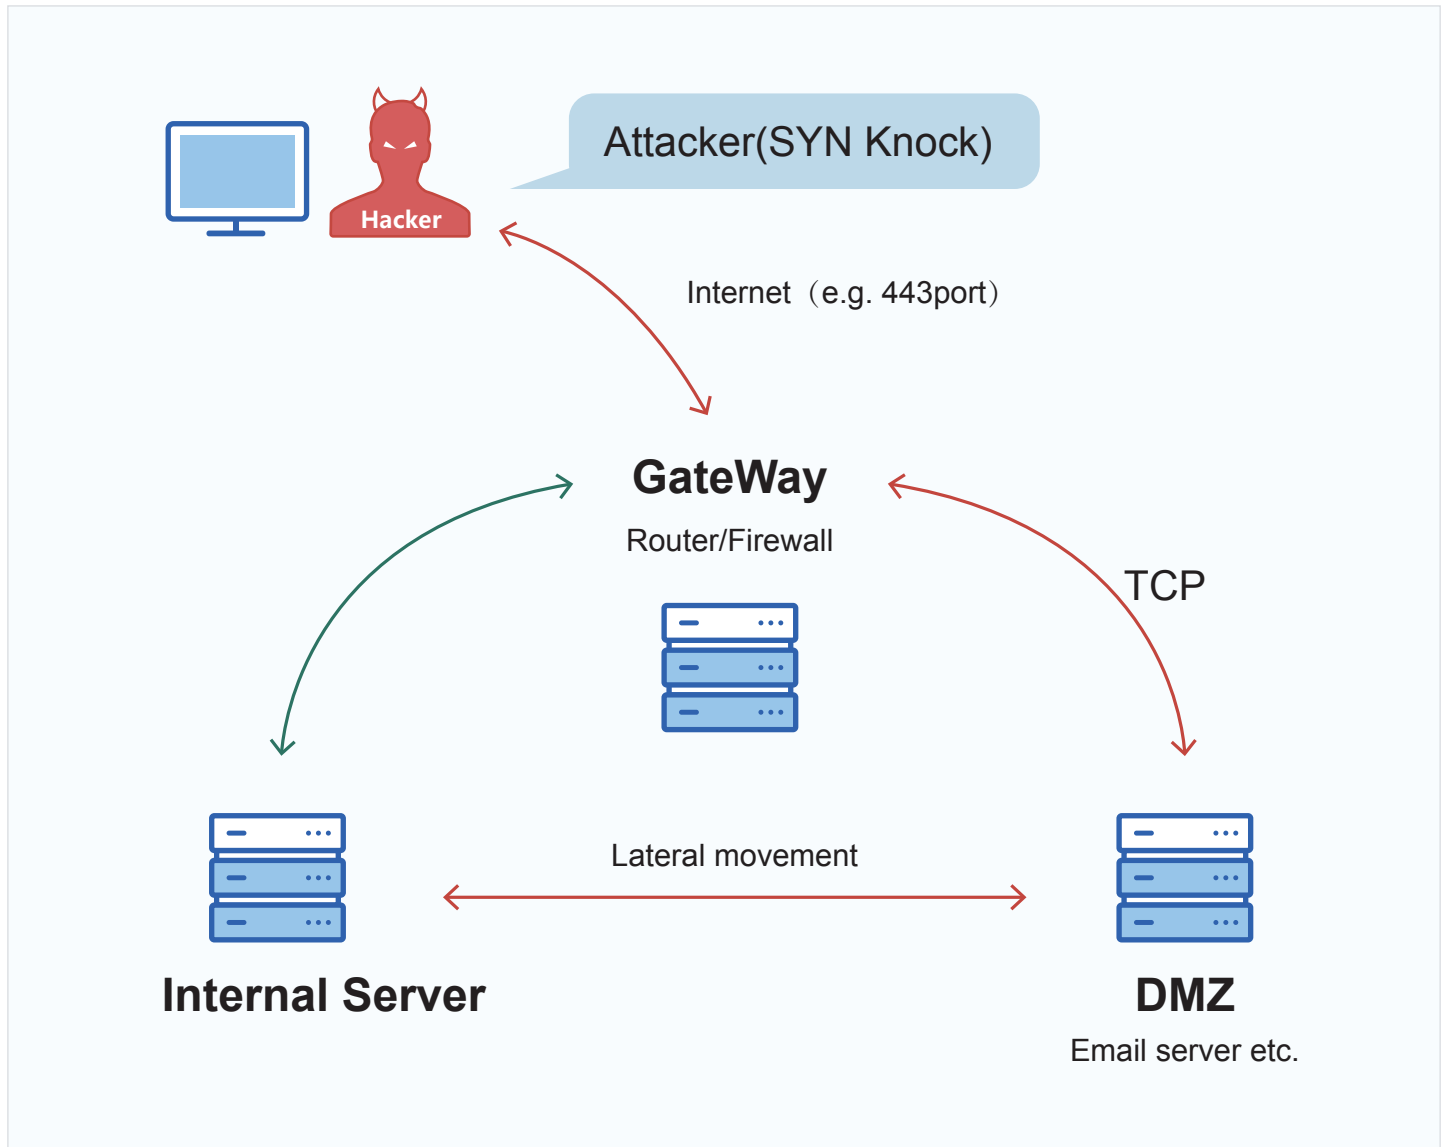 Attacker(SYN Knock)
Hacker
Internet（e.g. 443port）
GateWay
Router/Firewall
TCP
Lateral movement
Internal Server
DMZ
Email server etc.